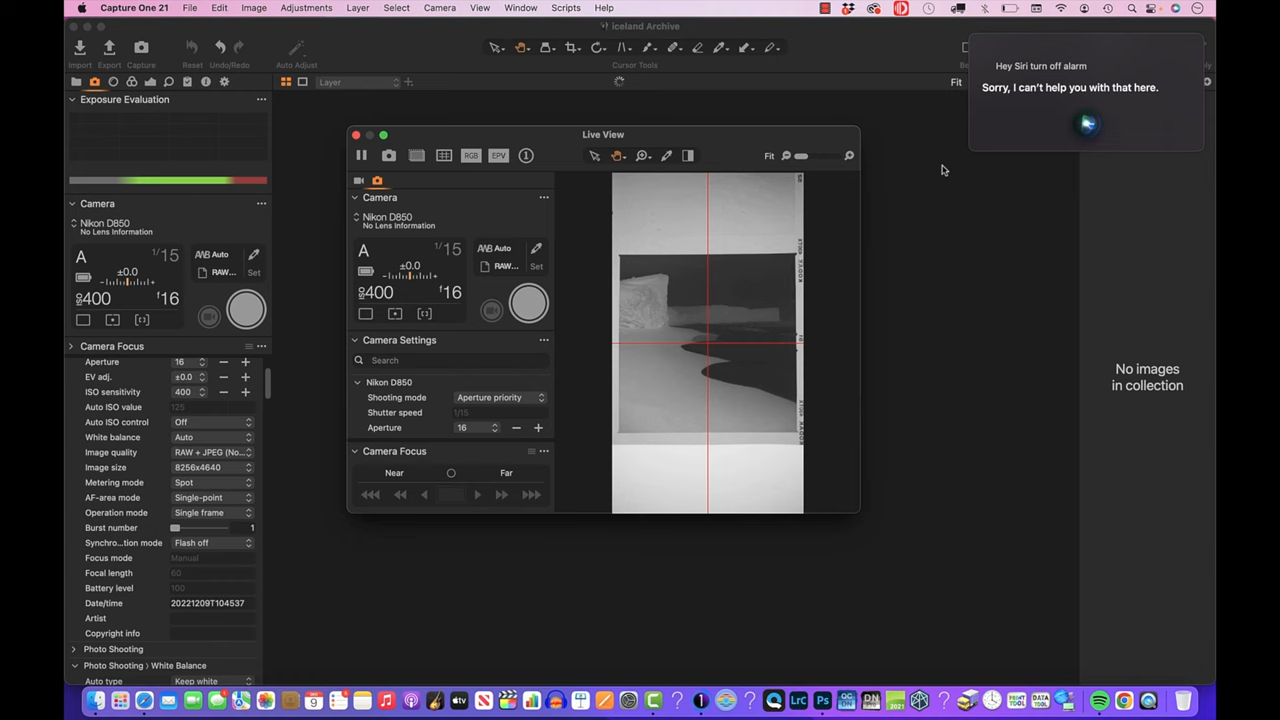 Capture One 21 File Edit Image Adjustments Layer Select Camera View Window Scripts Help
iceland Archive
Import Export Capture Reset Undo/Redo Auto Adjust Cursor Tools
Layer Fit
Hey Siri turn off alarm
Sorry, I can't help you with that here.
Exposure Evaluation
Camera
Nikon D850
No Lens Information
A 1/15 AWB Auto
±0.0 RAW... Set
ISO 400 f16
Camera Focus
Aperture 16
EV adj. ±0.0
ISO sensitivity 400
Auto ISO value 125
Auto ISO control Off
White balance Auto
Image quality RAW + JPEG (No...
Image size 8256x4640
Metering mode Spot
AF-area mode Single-point
Operation mode Single frame
Burst number 1
Synchro...tion mode Flash off
Focus mode Manual
Focal length 60
Battery level 100
Date/time 20221209T104537
Artist
Copyright info
Photo Shooting
Photo Shooting › White Balance
Auto type Keep white
Live View
RGB EPV 1 Fit
Camera
Nikon D850
No Lens Information
A 1/15 AWB Auto
±0.0 RAW... Set
ISO 400 f16
Camera Settings
Search
Nikon D850
Shooting mode Aperture priority
Shutter speed 1/15
Aperture 16
Camera Focus
Near Far
No images
in collection